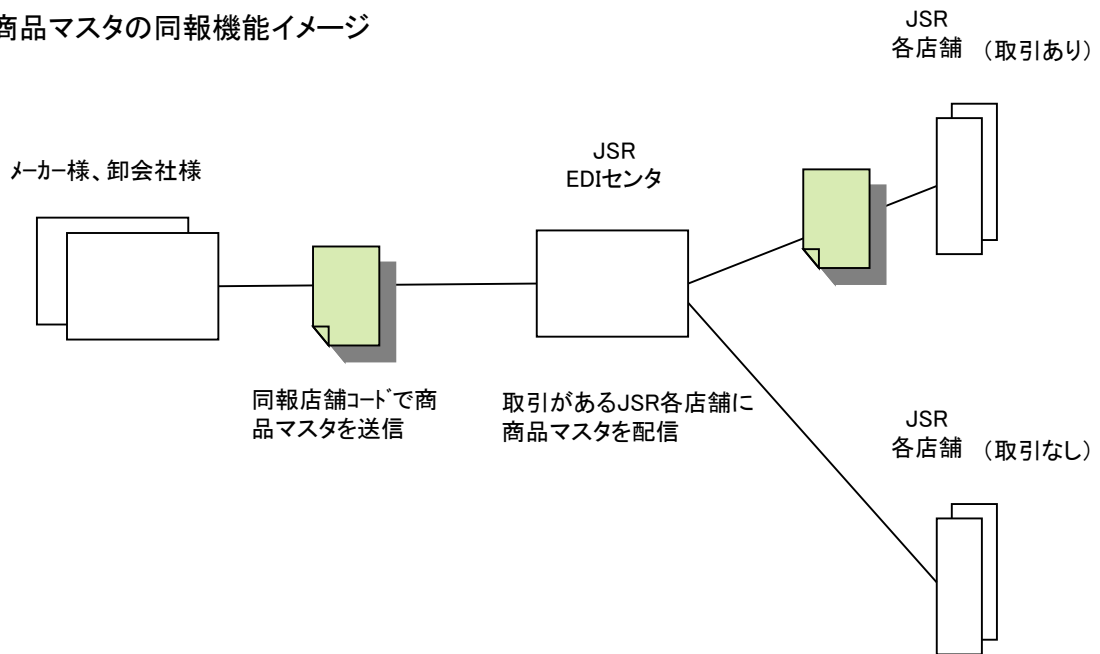 商品マスタの同報機能イメージ
JSR
各店舗 （取引あり）
メーカー様、卸会社様
JSR
EDIセンタ
同報店舗ｺｰﾄﾞで商
品マスタを送信
取引があるJSR各店舗に
商品マスタを配信
JSR
各店舗 （取引なし）